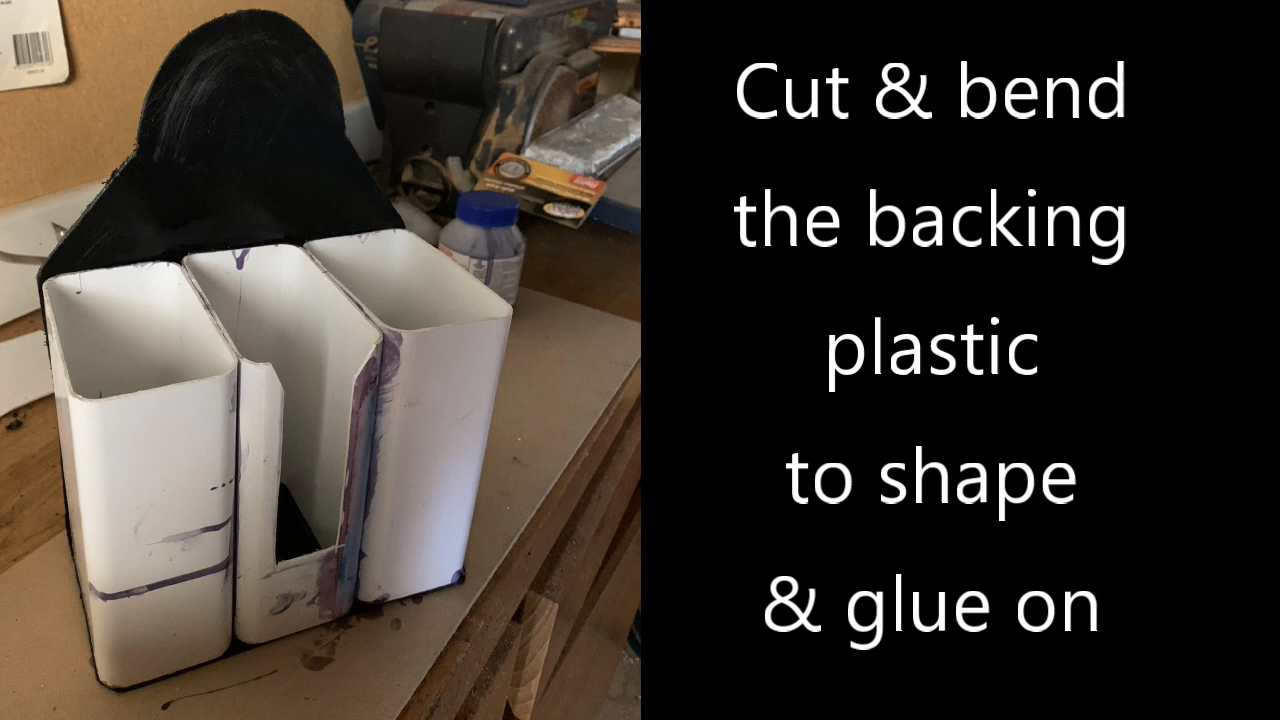 Cut & bend
the backing
plastic
to shape
& glue on